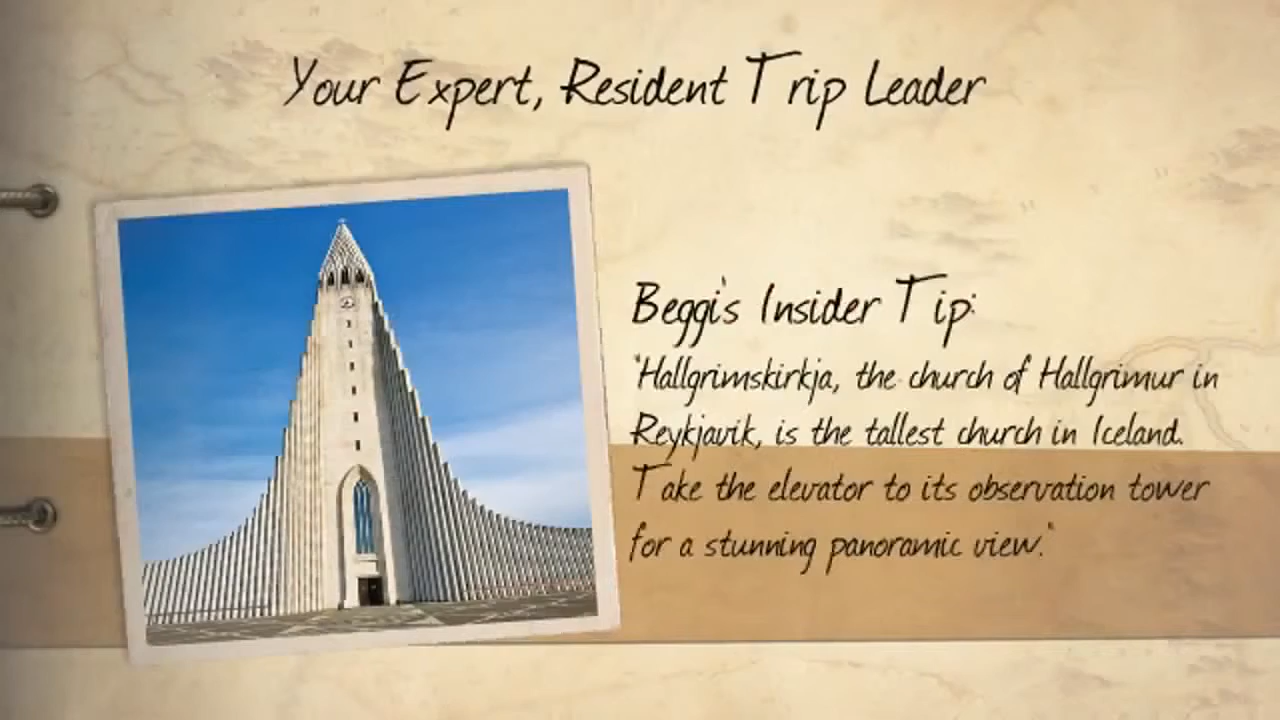 Your Expert, Resident Trip Leader
Beggi's Insider Tip:
"Hallgrimskirkja, the church of Hallgrimur in
Reykjavik, is the tallest church in Iceland.
Take the elevator to its observation tower
for a stunning panoramic view."